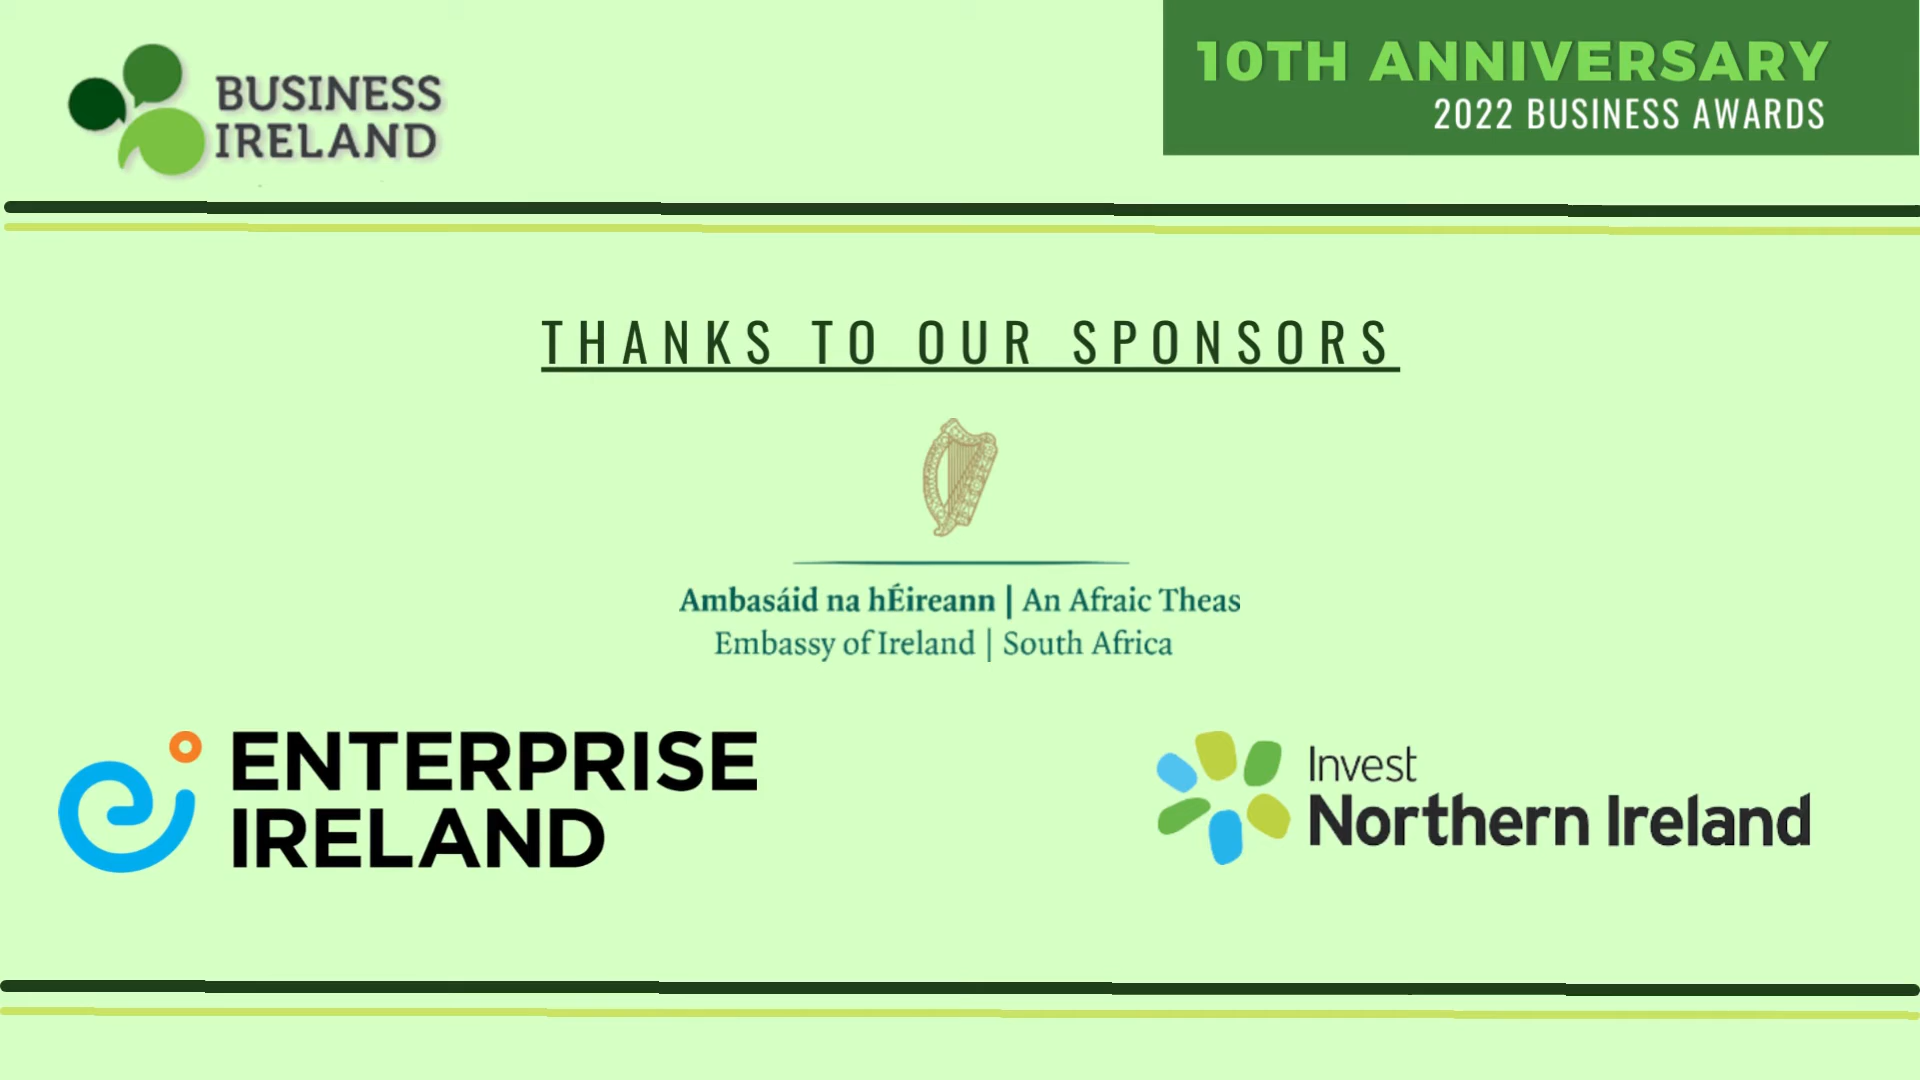 BUSINESS
IRELAND
10TH ANNIVERSARY
2022 BUSINESS AWARDS
THANKS TO OUR SPONSORS
Ambasáid na hÉireann | An Afraic Theas
Embassy of Ireland | South Africa
ENTERPRISE
IRELAND
Invest
Northern Ireland